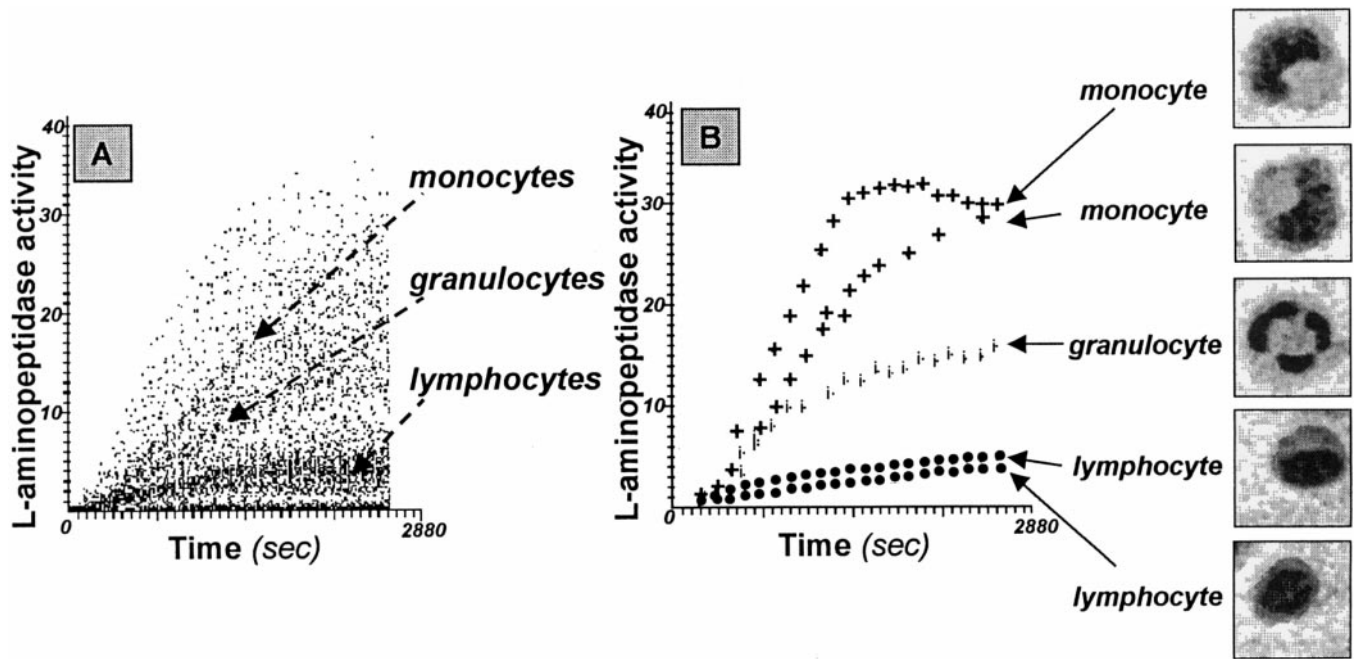 A
L-aminopeptidase activity
40
30
20
10
0
2880
Time (sec)
monocytes
granulocytes
lymphocytes
B
L-aminopeptidase activity
40
30
20
10
0
2880
Time (sec)
monocyte
monocyte
granulocyte
lymphocyte
lymphocyte